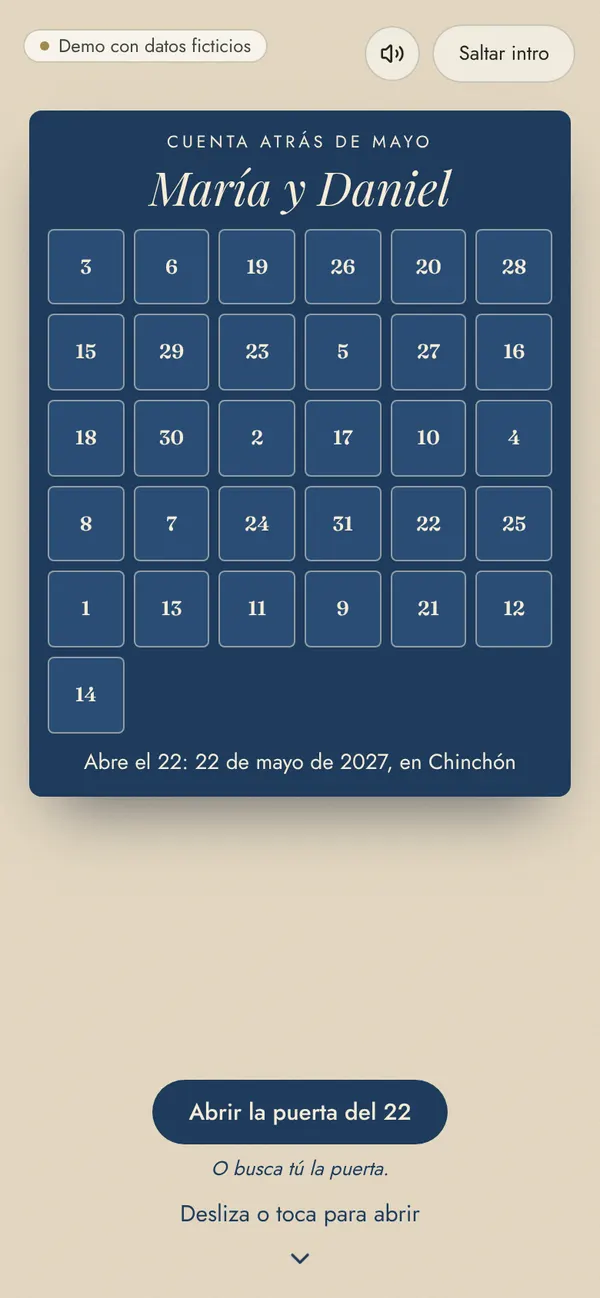 Demo con datos ficticios
Saltar intro
CUENTA ATRÁS DE MAYO
María y Daniel
3 6 19 26 20 28
15 29 23 5 27 16
18 30 2 17 10 4
8 7 24 31 22 25
1 13 11 9 21 12
14
Abre el 22: 22 de mayo de 2027, en Chinchón
Abrir la puerta del 22
O busca tú la puerta.
Desliza o toca para abrir